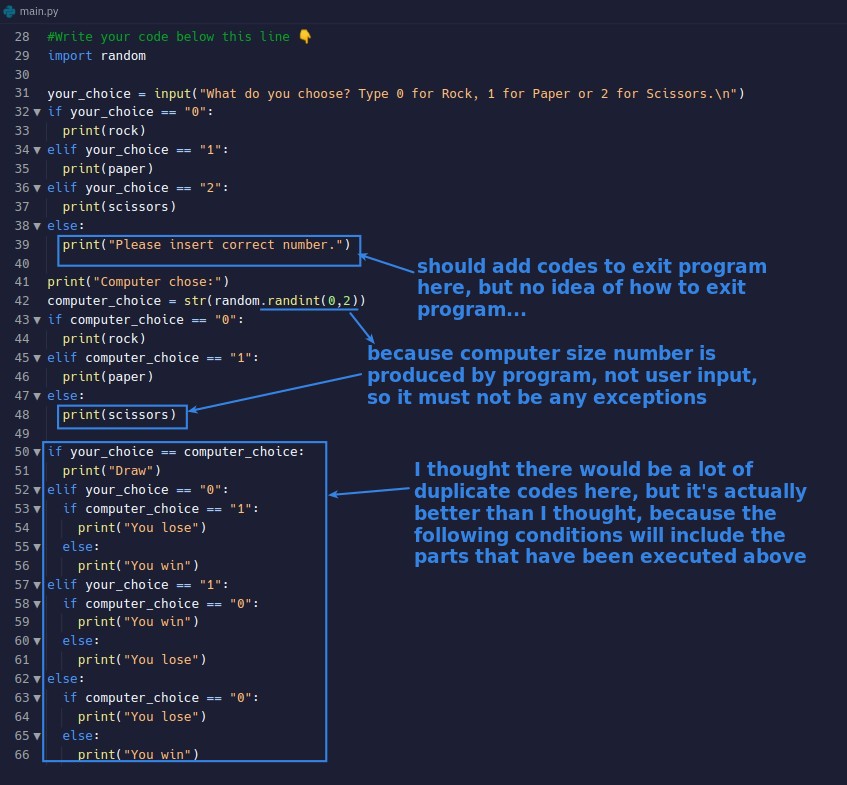 main.py
28 #Write your code below this line 👇
29 import random
30
31 your_choice = input("What do you choose? Type 0 for Rock, 1 for Paper or 2 for Scissors.\n")
32 if your_choice == "0":
33 print(rock)
34 elif your_choice == "1":
35 print(paper)
36 elif your_choice == "2":
37 print(scissors)
38 else:
39 print("Please insert correct number.")
40
41 print("Computer chose:")
42 computer_choice = str(random.randint(0,2))
43 if computer_choice == "0":
44 print(rock)
45 elif computer_choice == "1":
46 print(paper)
47 else:
48 print(scissors)
49
50 if your_choice == computer_choice:
51 print("Draw")
52 elif your_choice == "0":
53 if computer_choice == "1":
54 print("You lose")
55 else:
56 print("You win")
57 elif your_choice == "1":
58 if computer_choice == "0":
59 print("You win")
60 else:
61 print("You lose")
62 else:
63 if computer_choice == "0":
64 print("You lose")
65 else:
66 print("You win")
should add codes to exit program
here, but no idea of how to exit
program...
because computer size number is
produced by program, not user input,
so it must not be any exceptions
I thought there would be a lot of
duplicate codes here, but it's actually
better than I thought, because the
following conditions will include the
parts that have been executed above